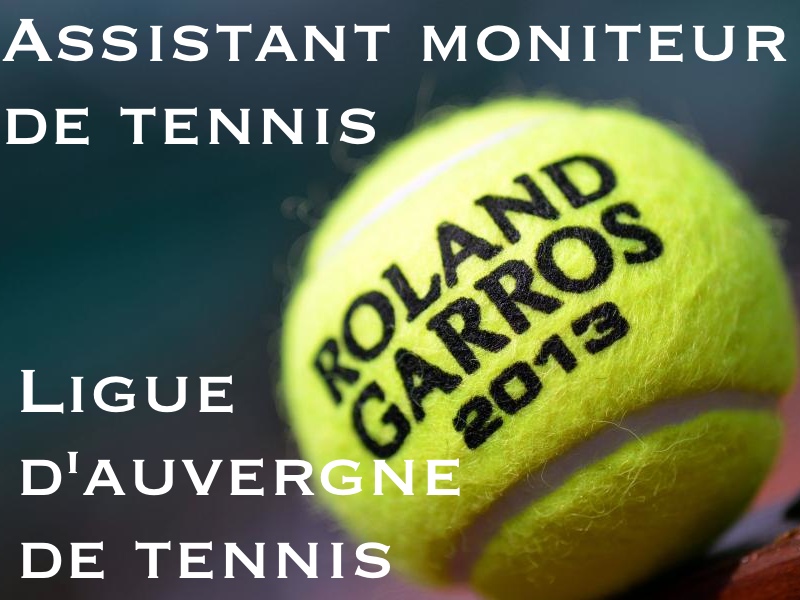 Assistant moniteur
de tennis
ROLAND
GARROS
2013
Ligue
d'auvergne
de tennis